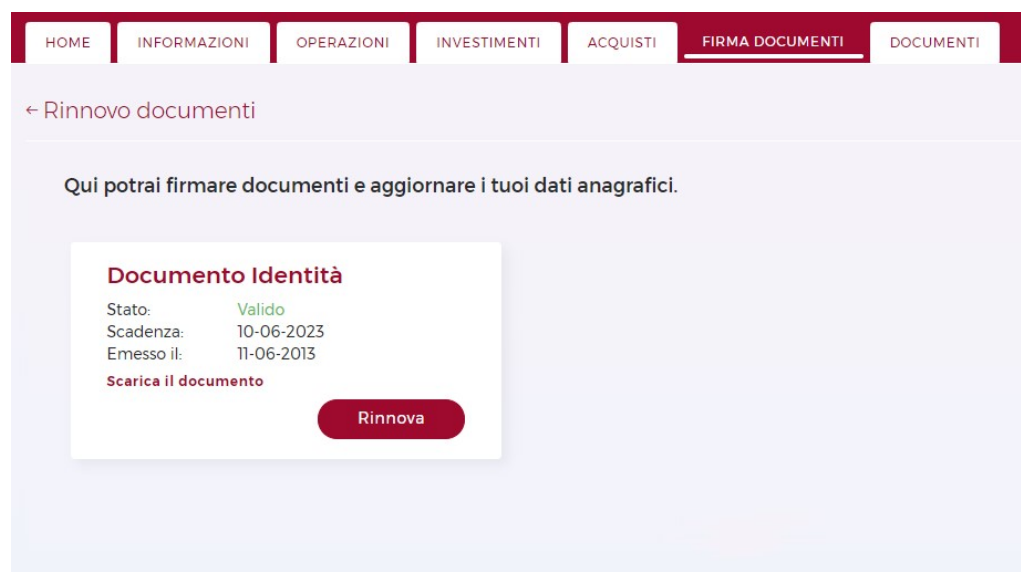 HOME INFORMAZIONI OPERAZIONI INVESTIMENTI ACQUISTI FIRMA DOCUMENTI DOCUMENTI
← Rinnovo documenti
Qui potrai firmare documenti e aggiornare i tuoi dati anagrafici.
Documento Identità
Stato: Valido
Scadenza: 10-06-2023
Emesso il: 11-06-2013
Scarica il documento
Rinnova